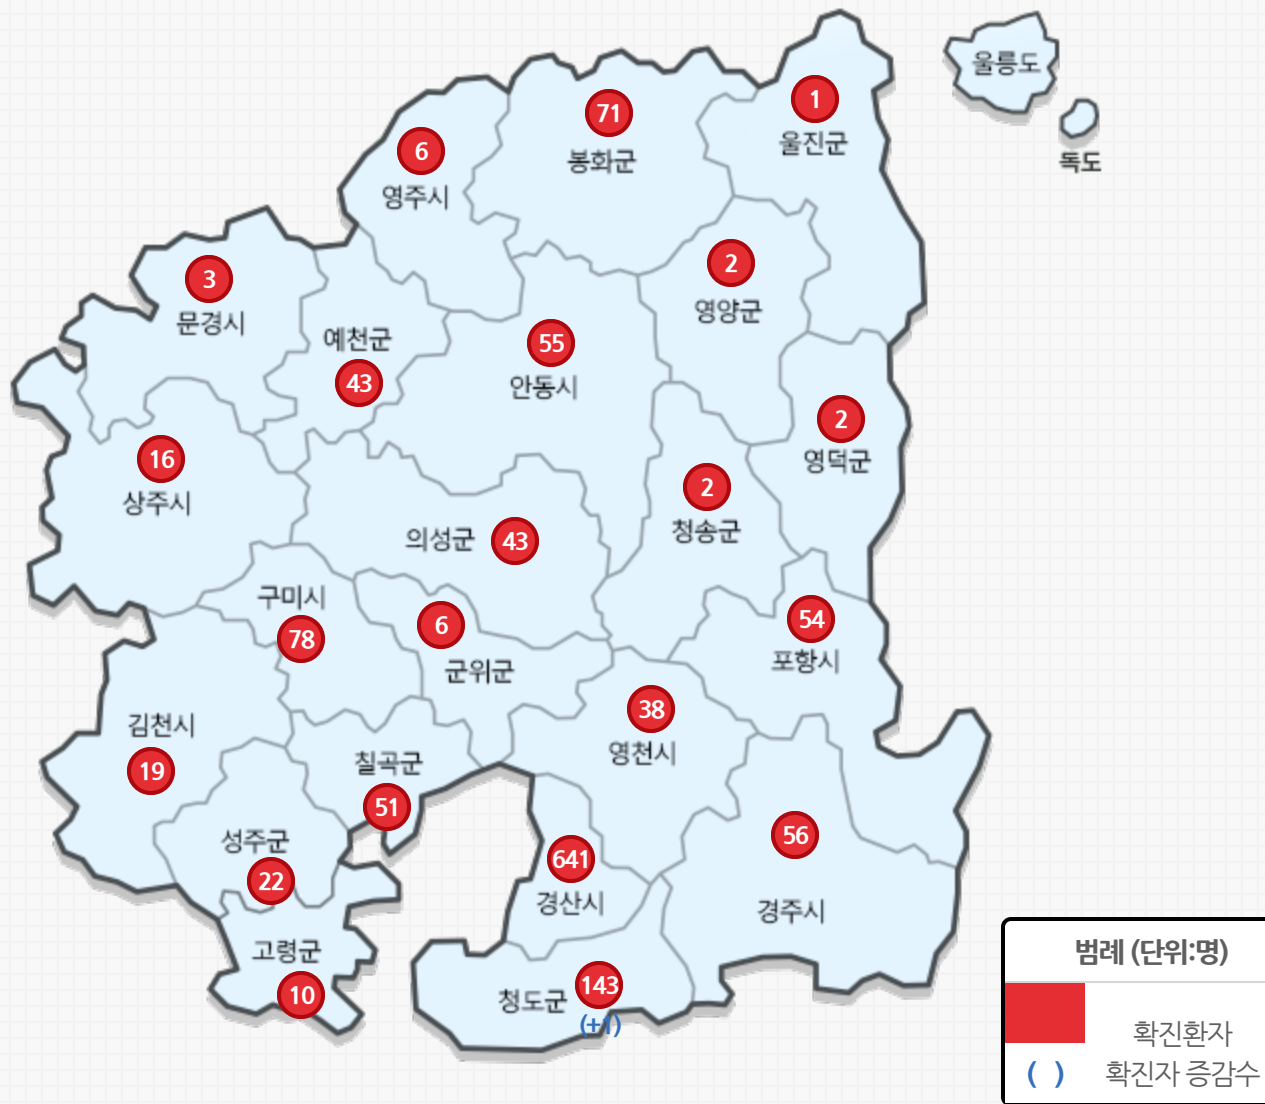 울릉도
독도
1
울진군
71
봉화군
6
영주시
2
영양군
3
문경시
예천군
43
55
안동시
2
영덕군
16
상주시
2
청송군
의성군 43
구미시
78
6
군위군
54
포항시
김천시
19
38
영천시
칠곡군
51
성주군
22
641
경산시
56
경주시
고령군
10
청도군 143
(+1)
범례 (단위:명)
확진환자
( ) 확진자 증감수